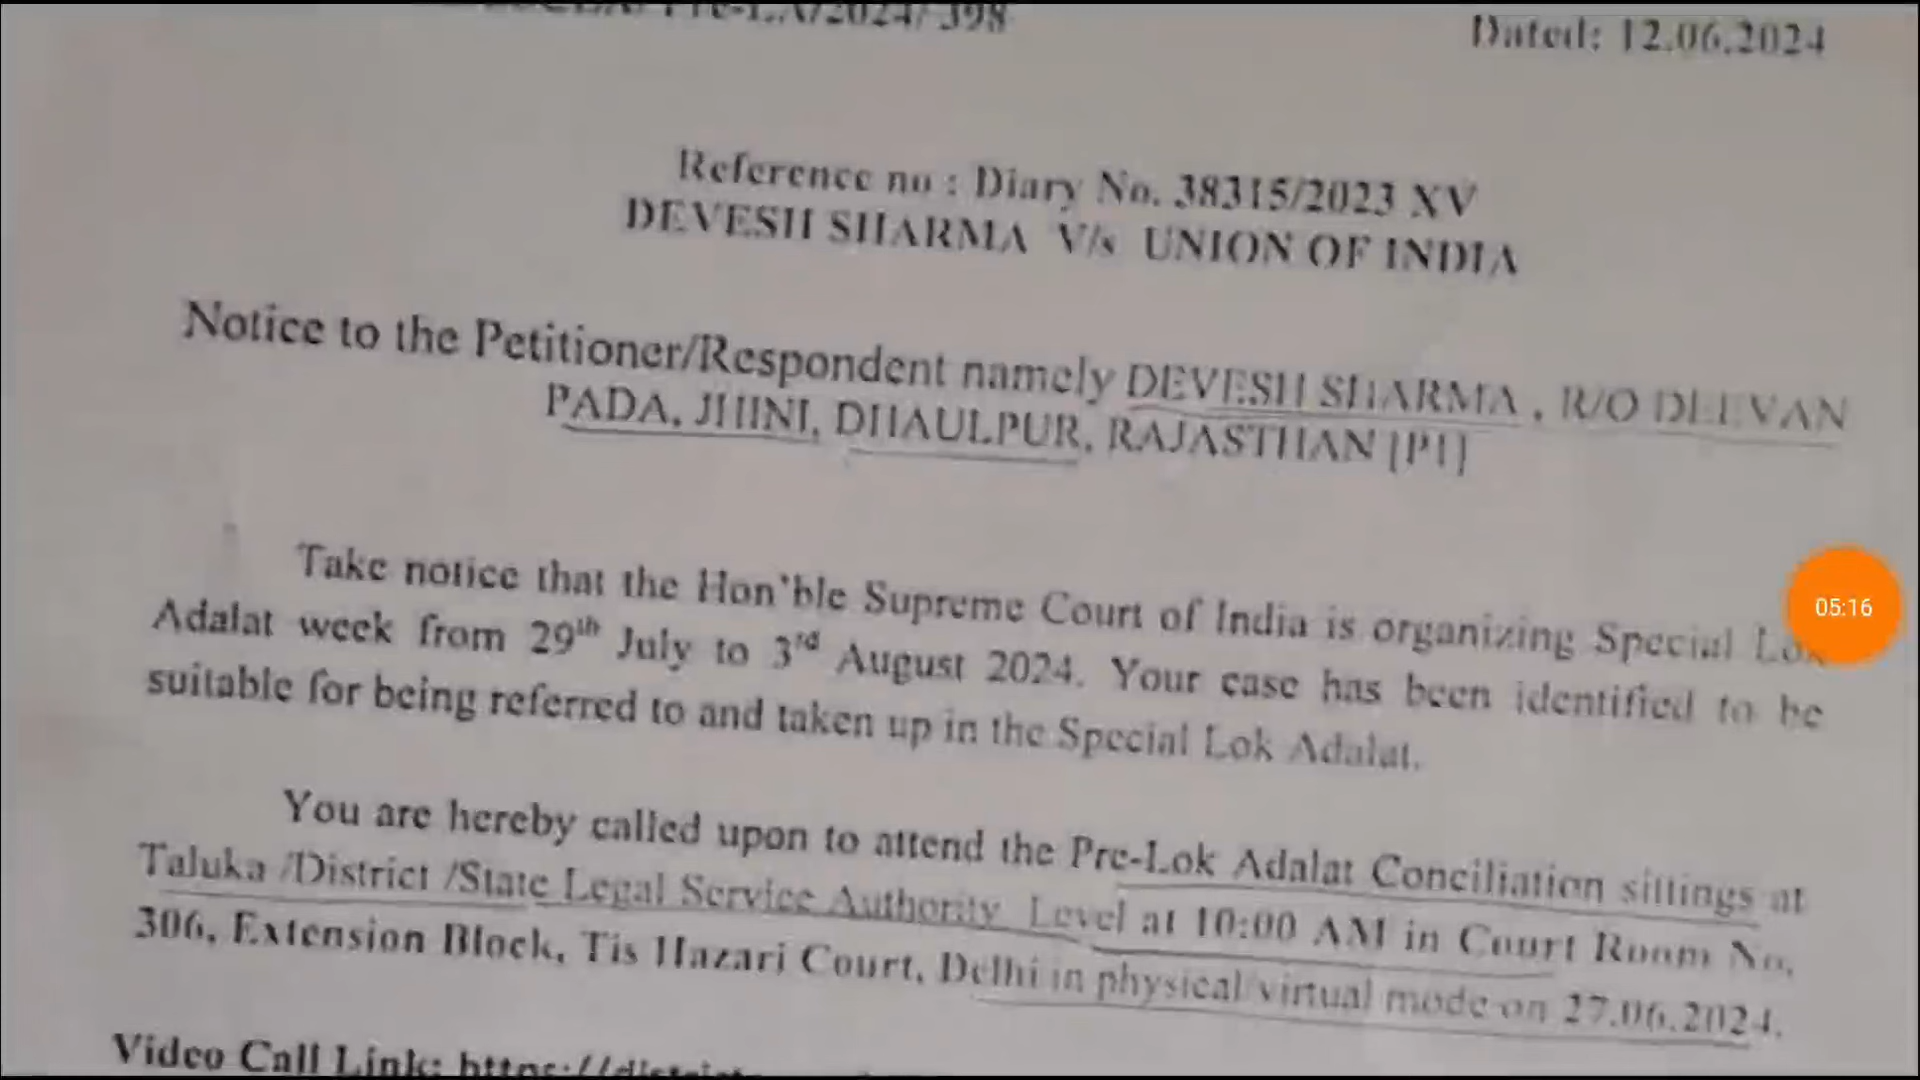 Pre-LA/2024/ 398
Dated: 12.06.2024
Reference no : Diary No. 38315/2023 XV
DEVESH SHARMA V/s UNION OF INDIA
Notice to the Petitioner/Respondent namely DEVESH SHARMA , R/O DEEVAN
PADA, JHINI, DHAULPUR, RAJASTHAN [P1]
Take notice that the Hon'ble Supreme Court of India is organizing Special Lok
Adalat week from 29th July to 3rd August 2024. Your case has been identified to be
suitable for being referred to and taken up in the Special Lok Adalat.
You are hereby called upon to attend the Pre-Lok Adalat Conciliation sittings at
Taluka /District /State Legal Service Authority Level at 10:00 AM in Court Room No.
306, Extension Block, Tis Hazari Court, Delhi in physical/virtual mode on 27.06.2024.
Video Call Link:
05:16